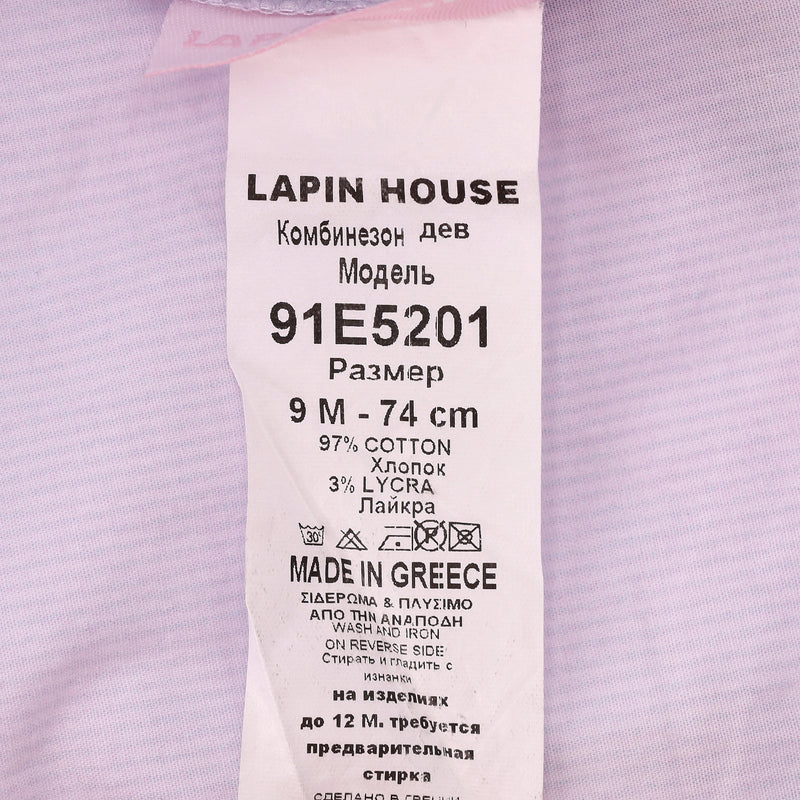 LAPIN HOUSE
Комбинезон дев
Модель
91E5201
Размер
9 M - 74 cm
97% COTTON
Хлопок
3% LYCRA
Лайкра
30°
MADE IN GREECE
ΣΙΔΕΡΩΜΑ & ΠΛΥΣΙΜΟ
ΑΠΟ ΤΗΝ ΑΝΑΠΟΔΗ
WASH AND IRON
ON REVERSE SIDE
Стирать и гладить с
изнанки
на изделиях
до 12 М. требуется
предварительная
стирка
СДЕЛАНО В ГРЕЦИИ